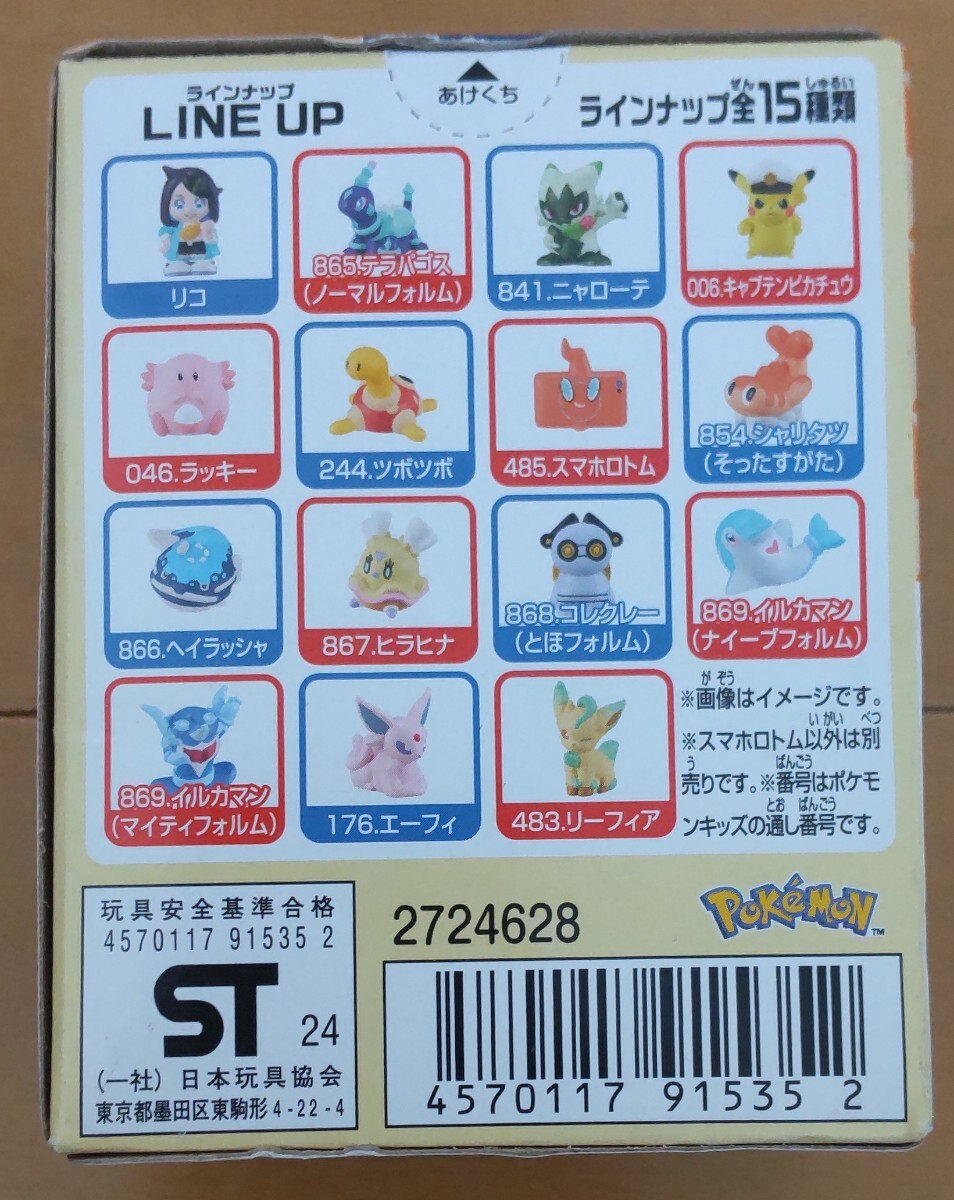 ラインナップ
LINE UP
あけくち
ぜん しゅるい
ラインナップ全15種類
リコ
865.テラパゴス
(ノーマルフォルム)
841.ニャローテ
006.キャプテンピカチュウ
046.ラッキー
244.ツボツボ
485.スマホロトム
854.シャリタツ
(そったすがた)
866.ヘイラッシャ
867.ヒラヒナ
868.コレクレー
(とほフォルム)
869.イルカマン
(ナイーブフォルム)
869.イルカマン
(マイティフォルム)
176.エーフィ
483.リーフィア
がぞう
※画像はイメージです。
いがい べつ
※スマホロトム以外は別
う ばんごう
売りです。※番号はポケモ
とお ばんごう
ンキッズの通し番号です。
玩具安全基準合格
4570117 91535 2
ST 24
(一社) 日本玩具協会
東京都墨田区東駒形4-22-4
2724628
POKéMON
TM
4570117 91535 2